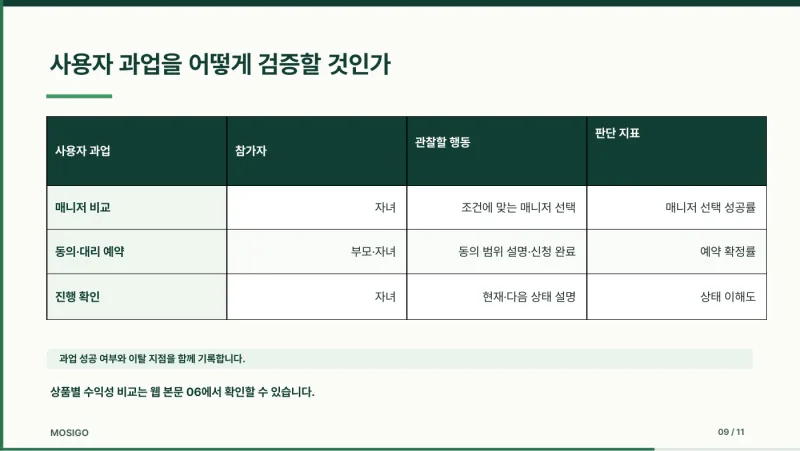 사용자 과업을 어떻게 검증할 것인가
사용자 과업 참가자 관찰할 행동 판단 지표
매니저 비교 자녀 조건에 맞는 매니저 선택 매니저 선택 성공률
동의·대리 예약 부모·자녀 동의 범위 설명·신청 완료 예약 확정률
진행 확인 자녀 현재·다음 상태 설명 상태 이해도
과업 성공 여부와 이탈 지점을 함께 기록합니다.
상품별 수익성 비교는 웹 본문 06에서 확인할 수 있습니다.
MOSIGO 09 / 11